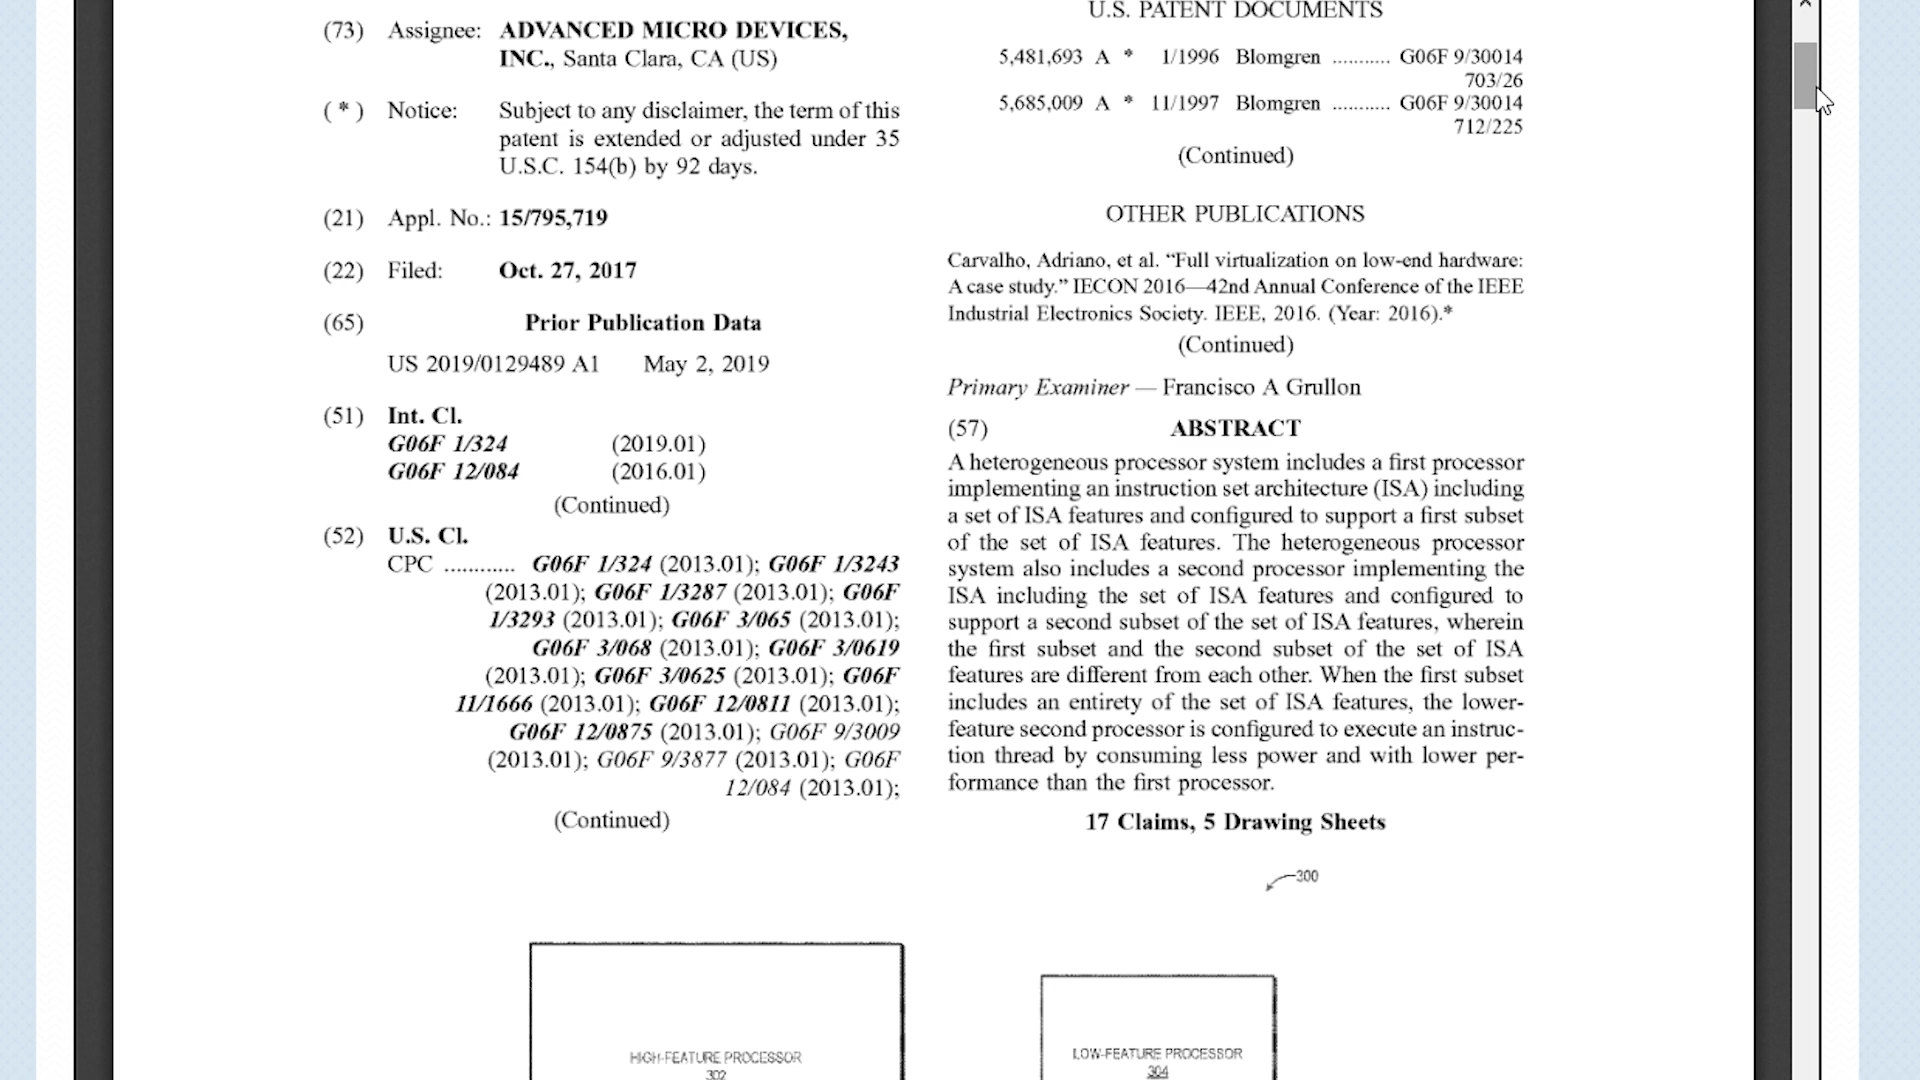 (73) Assignee: ADVANCED MICRO DEVICES,
INC., Santa Clara, CA (US)
( * ) Notice: Subject to any disclaimer, the term of this
patent is extended or adjusted under 35
U.S.C. 154(b) by 92 days.
(21) Appl. No.: 15/795,719
(22) Filed: Oct. 27, 2017
(65) Prior Publication Data
US 2019/0129489 A1 May 2, 2019
(51) Int. Cl.
G06F 1/324 (2019.01)
G06F 12/084 (2016.01)
(Continued)
(52) U.S. Cl.
CPC ............ G06F 1/324 (2013.01); G06F 1/3243
(2013.01); G06F 1/3287 (2013.01); G06F
1/3293 (2013.01); G06F 3/065 (2013.01);
G06F 3/068 (2013.01); G06F 3/0619
(2013.01); G06F 3/0625 (2013.01); G06F
11/1666 (2013.01); G06F 12/0811 (2013.01);
G06F 12/0875 (2013.01); G06F 9/3009
(2013.01); G06F 9/3877 (2013.01); G06F
12/084 (2013.01);
(Continued)
U.S. PATENT DOCUMENTS
5,481,693 A * 1/1996 Blomgren ........... G06F 9/30014
703/26
5,685,009 A * 11/1997 Blomgren ........... G06F 9/30014
712/225
(Continued)
OTHER PUBLICATIONS
Carvalho, Adriano, et al. “Full virtualization on low-end hardware:
A case study.” IECON 2016—42nd Annual Conference of the IEEE
Industrial Electronics Society. IEEE, 2016. (Year: 2016).*
(Continued)
Primary Examiner — Francisco A Grullon
(57) ABSTRACT
A heterogeneous processor system includes a first processor
implementing an instruction set architecture (ISA) including
a set of ISA features and configured to support a first subset
of the set of ISA features. The heterogeneous processor
system also includes a second processor implementing the
ISA including the set of ISA features and configured to
support a second subset of the set of ISA features, wherein
the first subset and the second subset of the set of ISA
features are different from each other. When the first subset
includes an entirety of the set of ISA features, the lower-
feature second processor is configured to execute an instruc-
tion thread by consuming less power and with lower per-
formance than the first processor.
17 Claims, 5 Drawing Sheets
300
HIGH-FEATURE PROCESSOR
302
LOW-FEATURE PROCESSOR
304